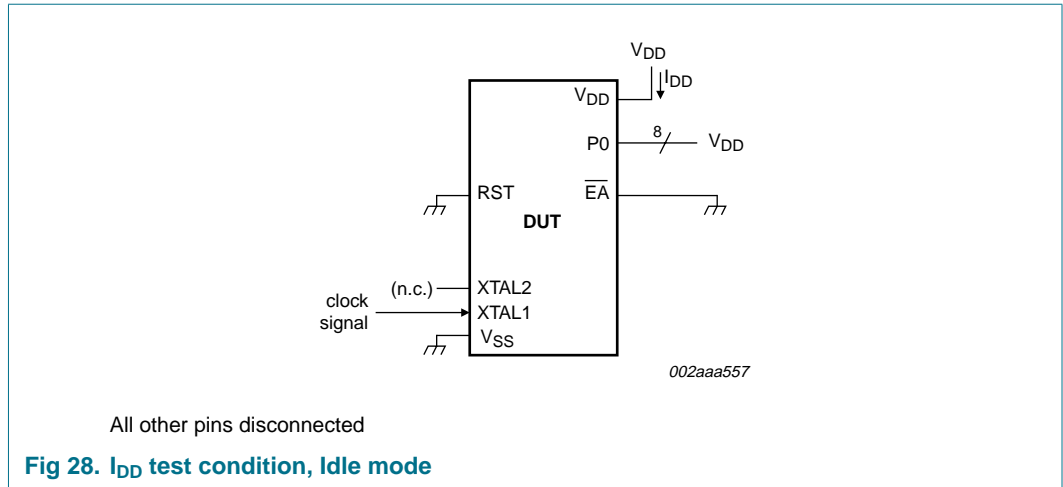 VDD
IDD
VDD
8
P0
VDD
RST
EA
DUT
(n.c.)
XTAL2
clock
signal
XTAL1
VSS
002aaa557
All other pins disconnected
Fig 28. IDD test condition, Idle mode